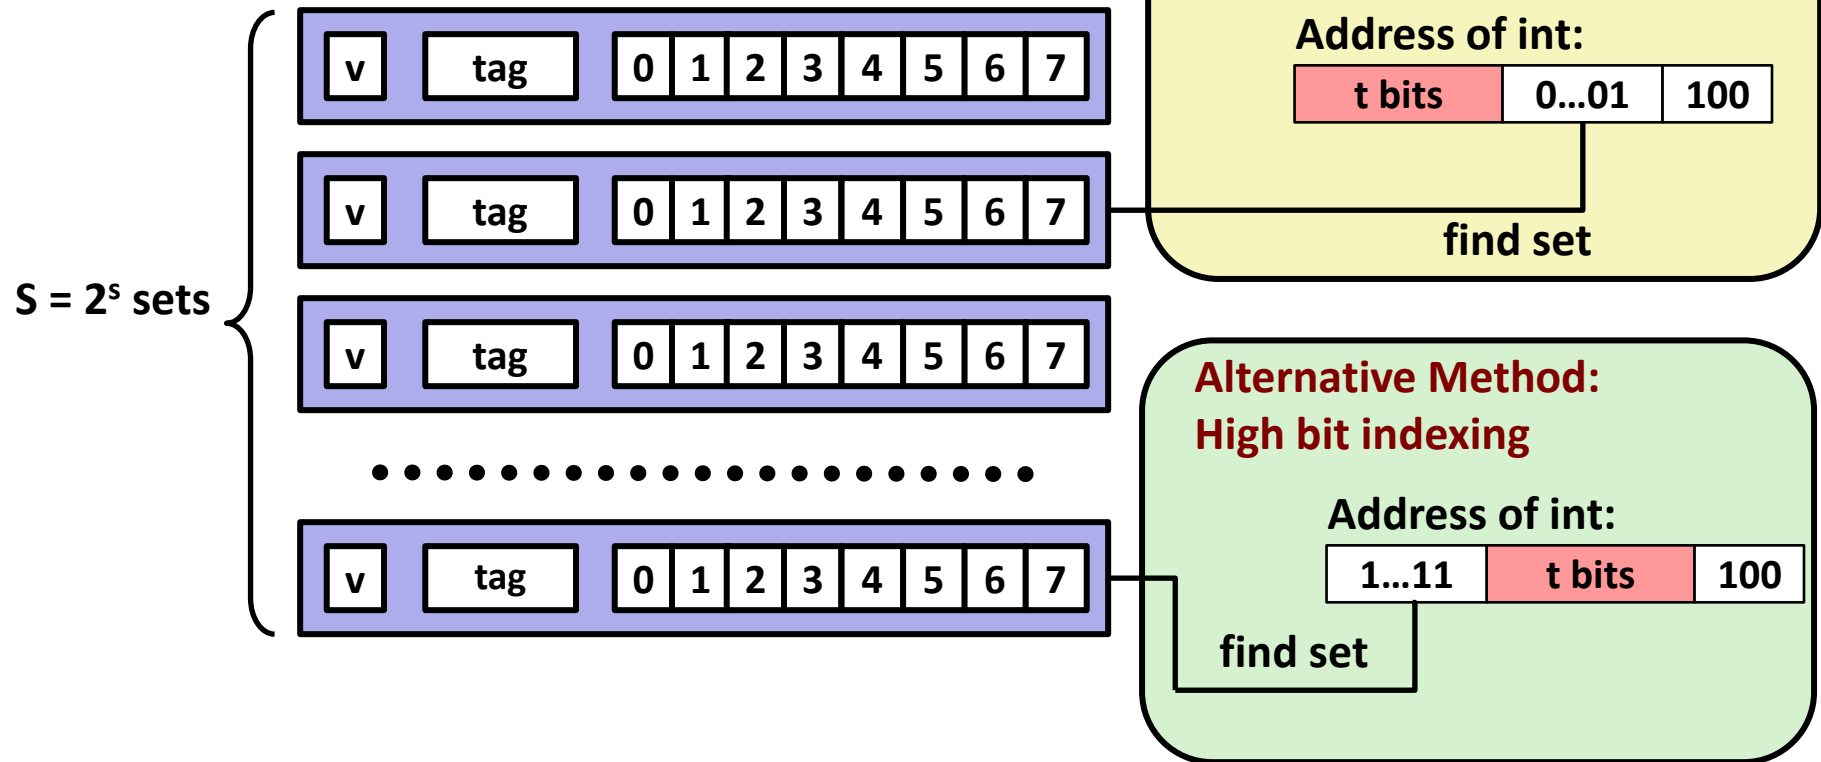 v tag 0 1 2 3 4 5 6 7
Address of int:
t bits 0...01 100
v tag 0 1 2 3 4 5 6 7
find set
S = 2ˢ sets
v tag 0 1 2 3 4 5 6 7
Alternative Method:
High bit indexing
Address of int:
1...11 t bits 100
v tag 0 1 2 3 4 5 6 7
find set